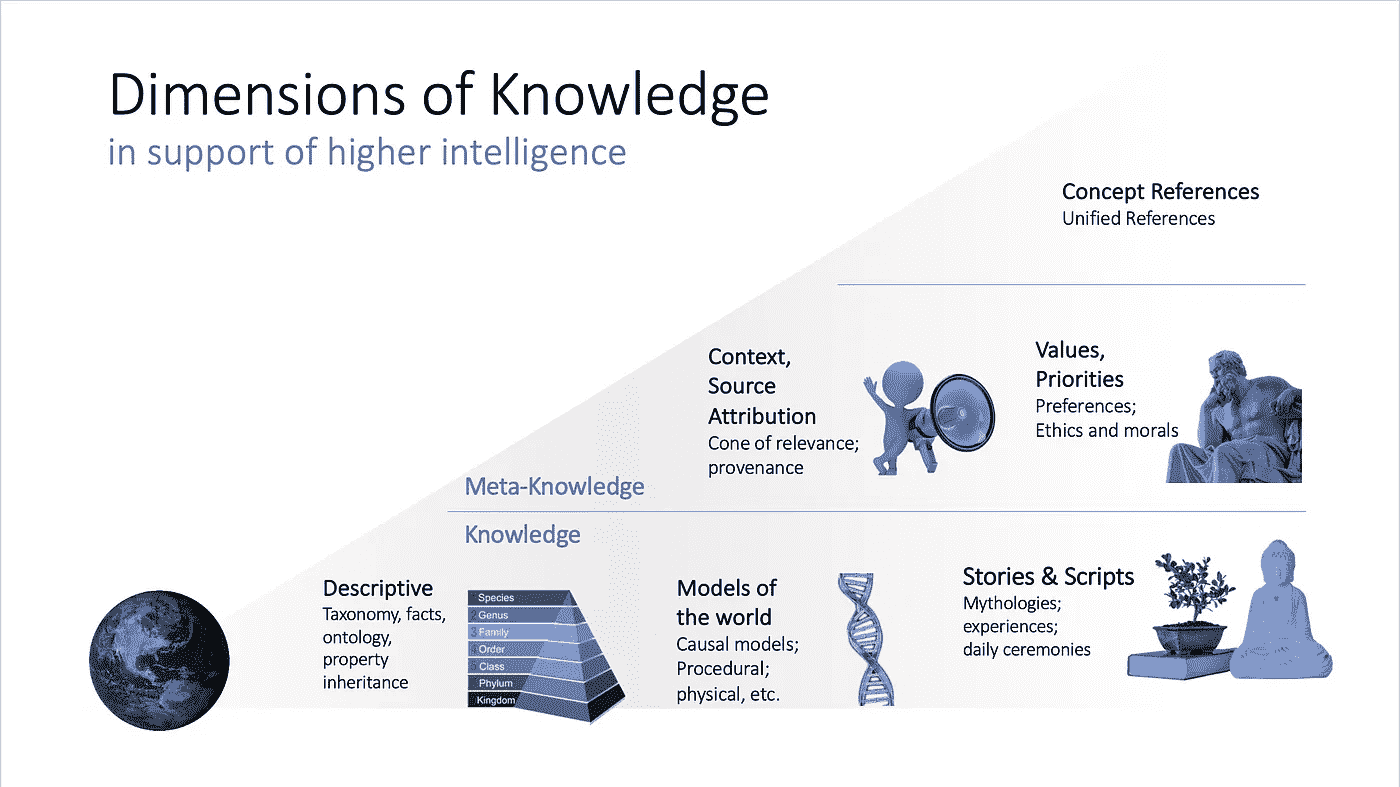 Dimensions of Knowledge
in support of higher intelligence
Concept References
Unified References
Context,
Source
Attribution
Cone of relevance;
provenance
Values,
Priorities
Preferences;
Ethics and morals
Meta-Knowledge
Knowledge
Descriptive
Taxonomy, facts,
ontology,
property
inheritance
Species
Genus
Family
Order
Class
Phylum
Kingdom
Models of
the world
Causal models;
Procedural;
physical, etc.
Stories & Scripts
Mythologies;
experiences;
daily ceremonies